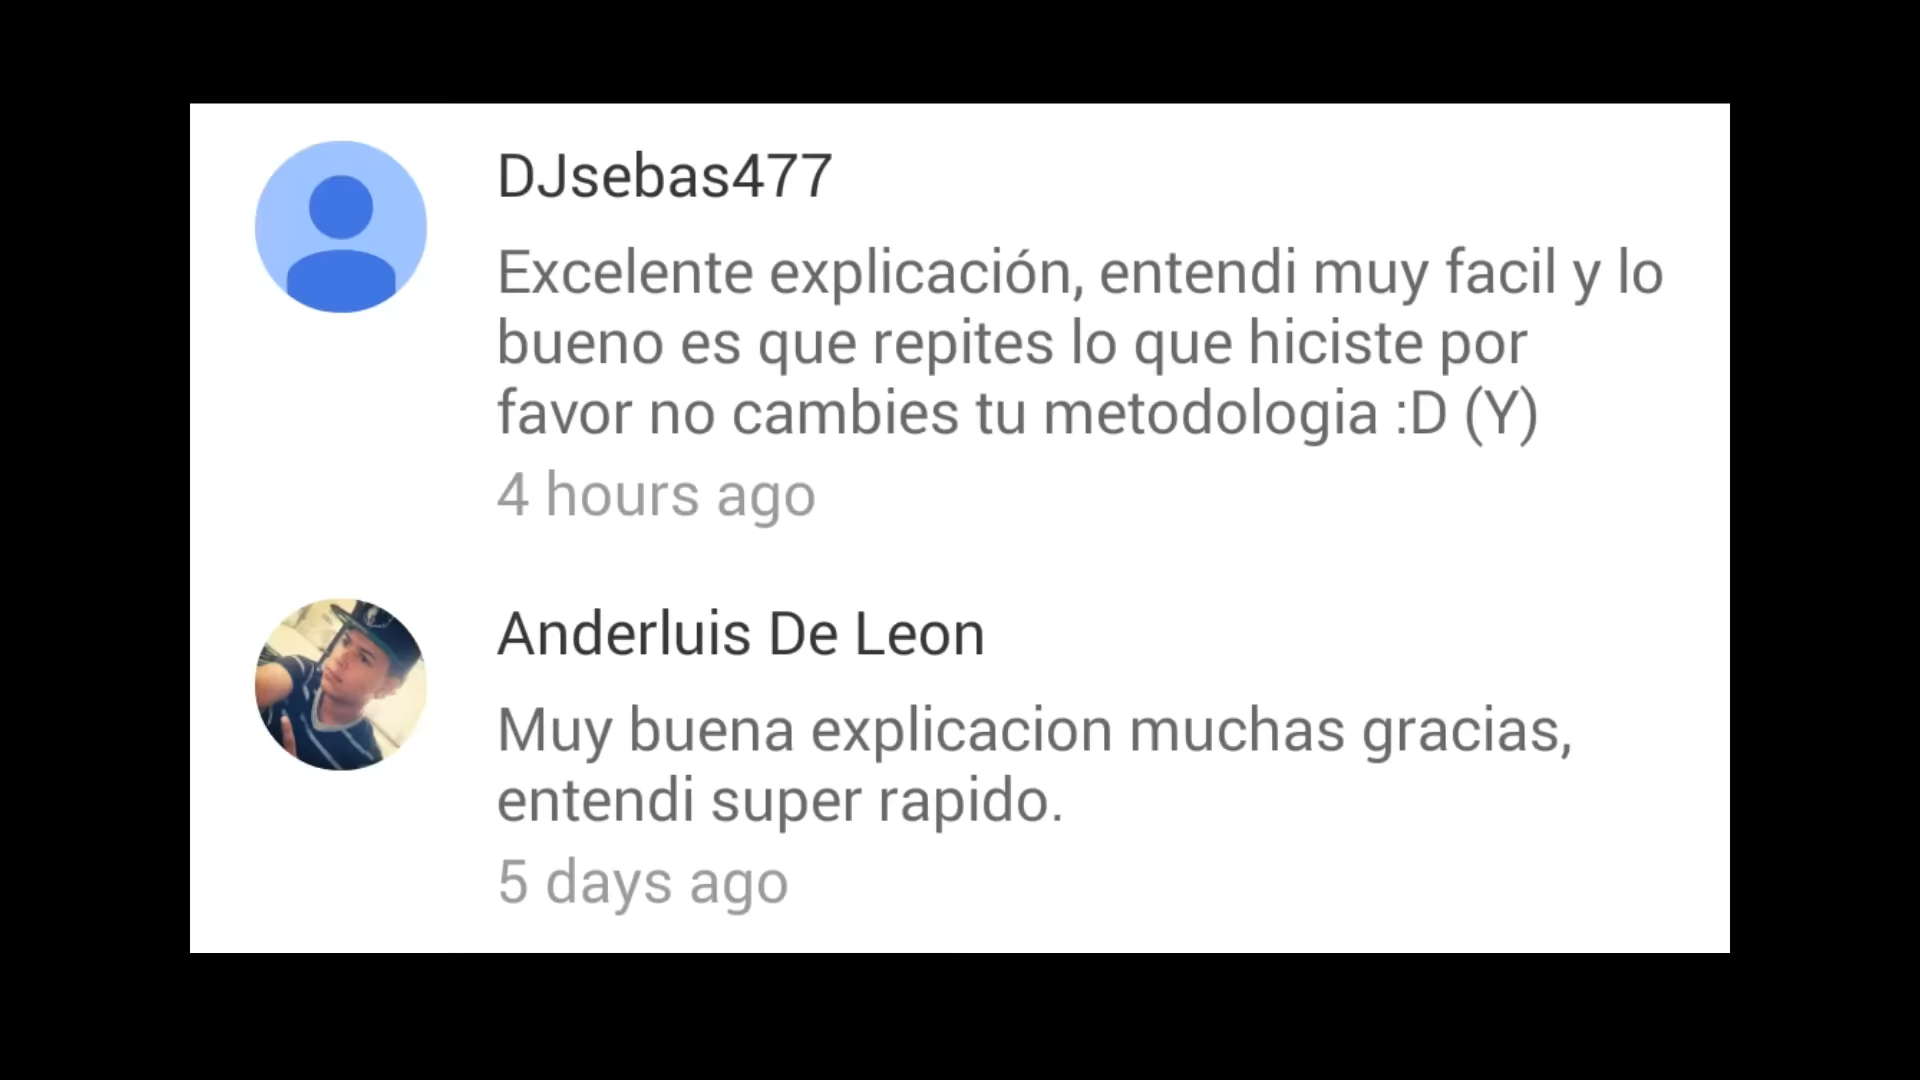 DJsebas477
Excelente explicación, entendi muy facil y lo
bueno es que repites lo que hiciste por
favor no cambies tu metodologia :D (Y)
4 hours ago
Anderluis De Leon
Muy buena explicacion muchas gracias,
entendi super rapido.
5 days ago